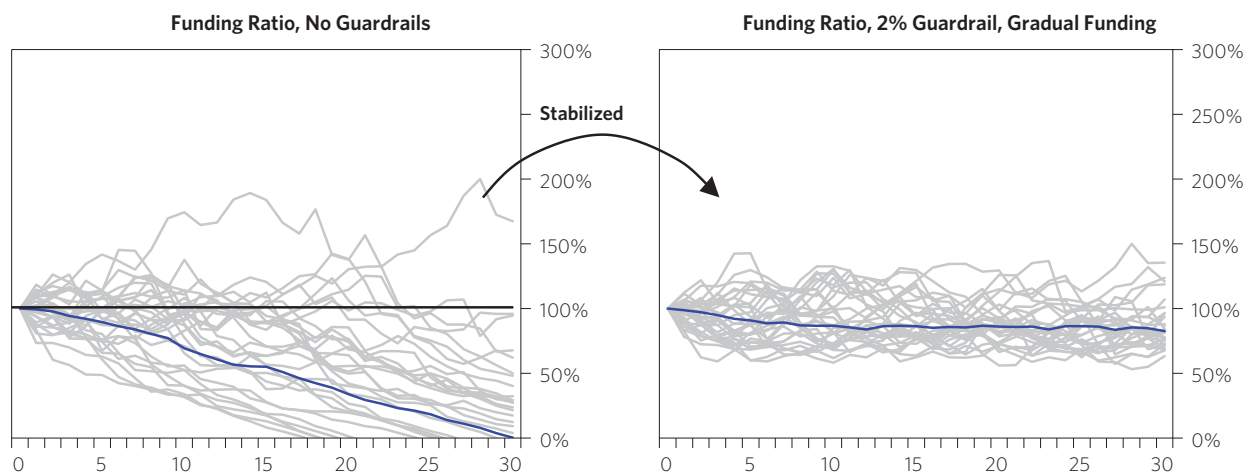 Funding Ratio, No Guardrails
300%
250%
Stabilized
200%
150%
100%
50%
0%
0 5 10 15 20 25 30
Funding Ratio, 2% Guardrail, Gradual Funding
300%
250%
200%
150%
100%
50%
0%
0 5 10 15 20 25 30